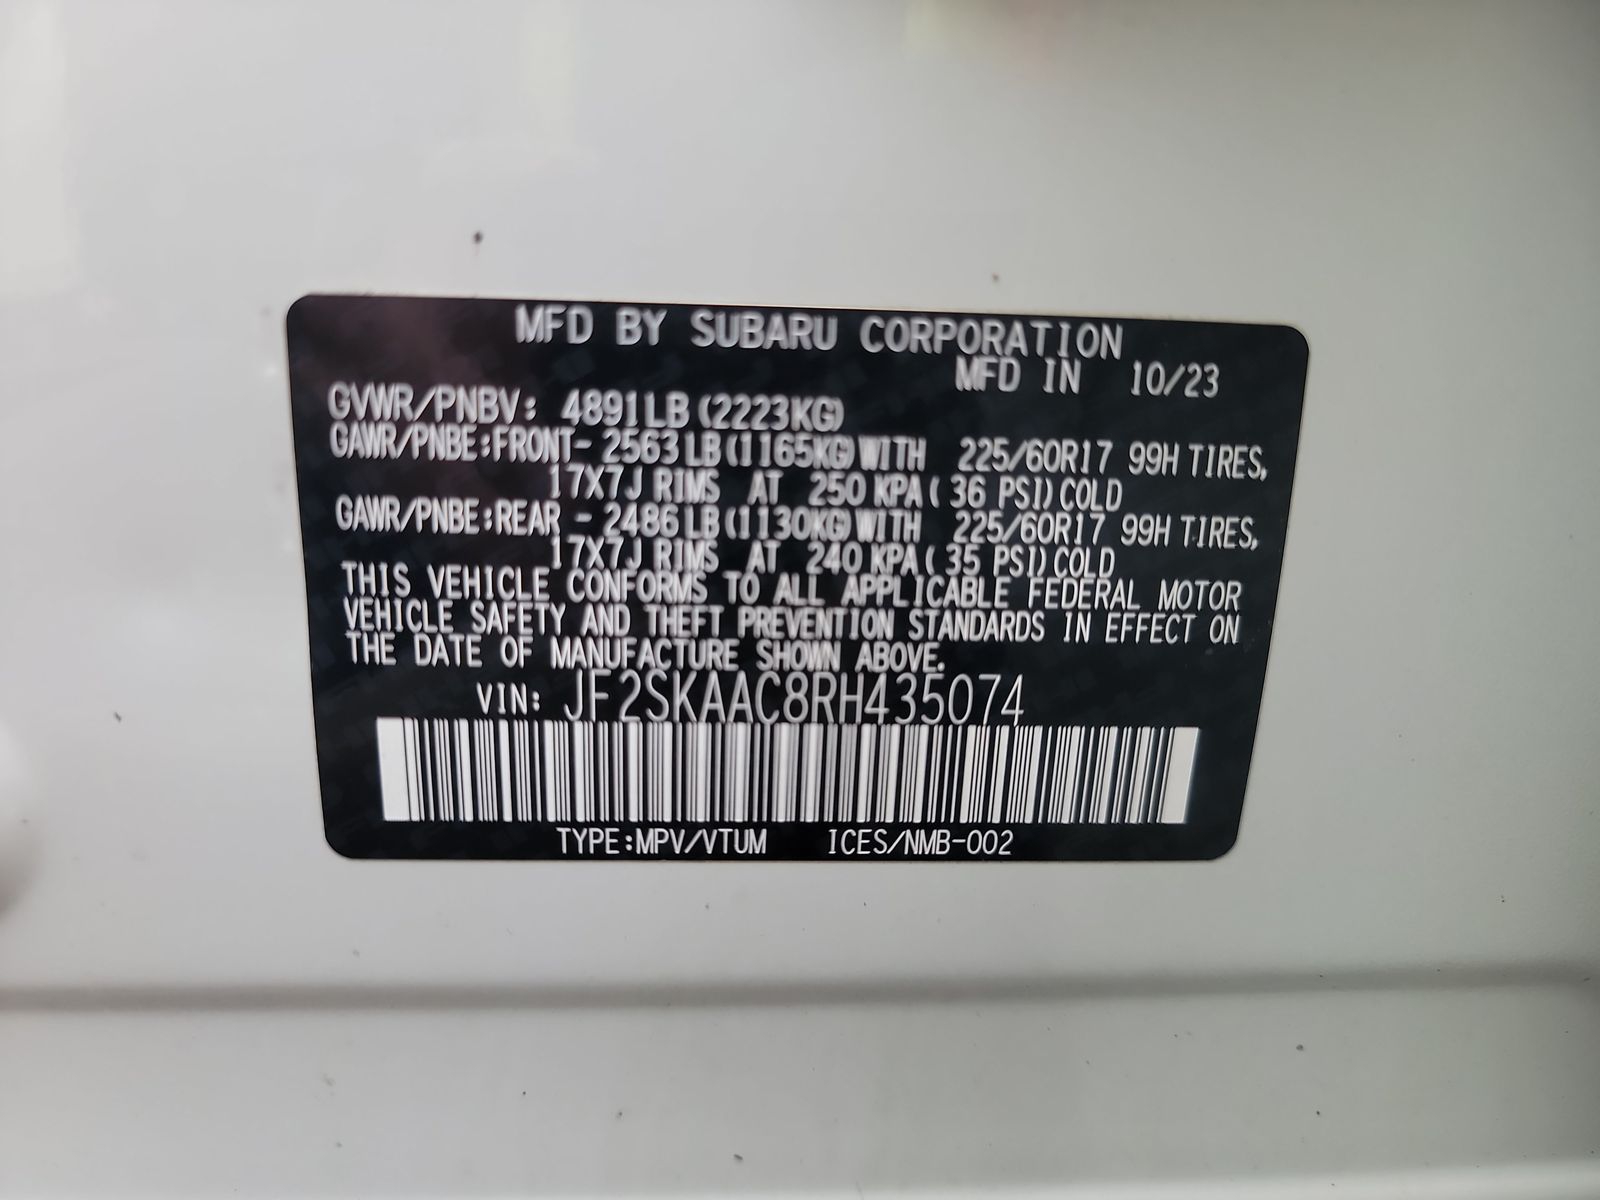 MFD BY SUBARU CORPORATION
MFD IN 10/23
GVWR/PNBV: 4891LB (2223KG)
GAWR/PNBE:FRONT- 2563LB(1165KG)WITH 225/60R17 99H TIRES,
17X7J RIMS AT 250 KPA( 36 PSI)COLD
GAWR/PNBE:REAR - 2486LB(1130KG)WITH 225/60R17 99H TIRES,
17X7J RIMS AT 240 KPA( 35 PSI)COLD
THIS VEHICLE CONFORMS TO ALL APPLICABLE FEDERAL MOTOR
VEHICLE SAFETY AND THEFT PREVENTION STANDARDS IN EFFECT ON
THE DATE OF MANUFACTURE SHOWN ABOVE.
VIN: JF2SKAAC8RH435074
TYPE:MPV/VTUM ICES/NMB-002